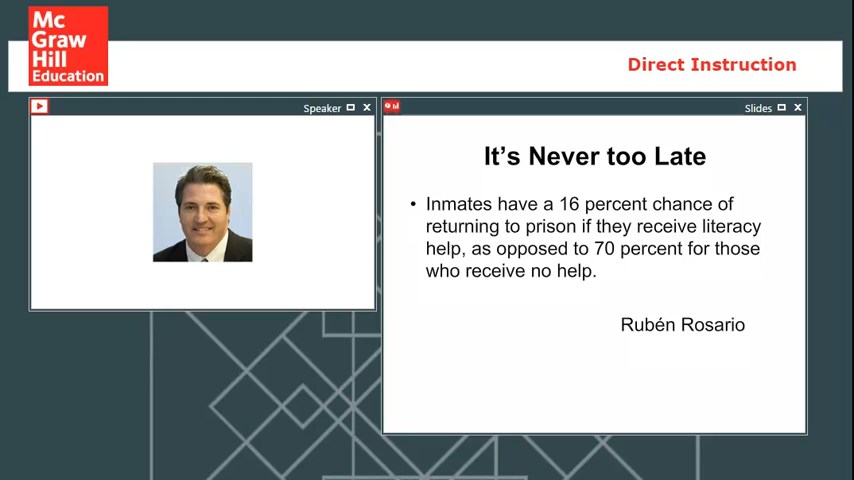 Mc
Graw
Hill
Education
Direct Instruction
Speaker
Slides
It's Never too Late
• Inmates have a 16 percent chance of
returning to prison if they receive literacy
help, as opposed to 70 percent for those
who receive no help.
Rubén Rosario